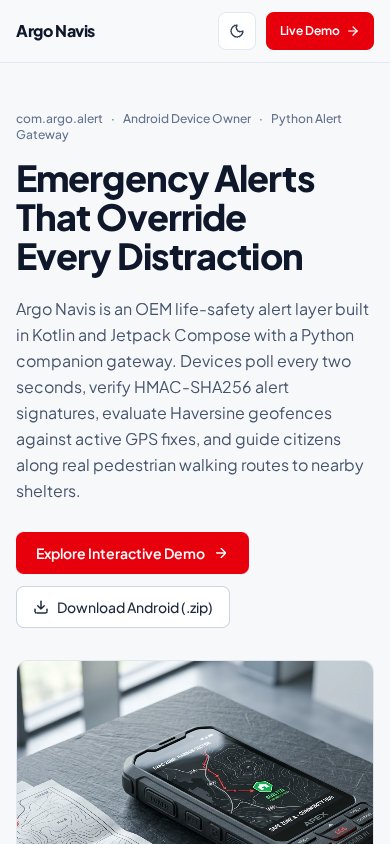 Argo Navis
Live Demo →
com.argo.alert · Android Device Owner · Python Alert
Gateway
Emergency Alerts
That Override
Every Distraction
Argo Navis is an OEM life-safety alert layer built
in Kotlin and Jetpack Compose with a Python
companion gateway. Devices poll every two
seconds, verify HMAC-SHA256 alert
signatures, evaluate Haversine geofences
against active GPS fixes, and guide citizens
along real pedestrian walking routes to nearby
shelters.
Explore Interactive Demo →
Download Android (.zip)
APEX